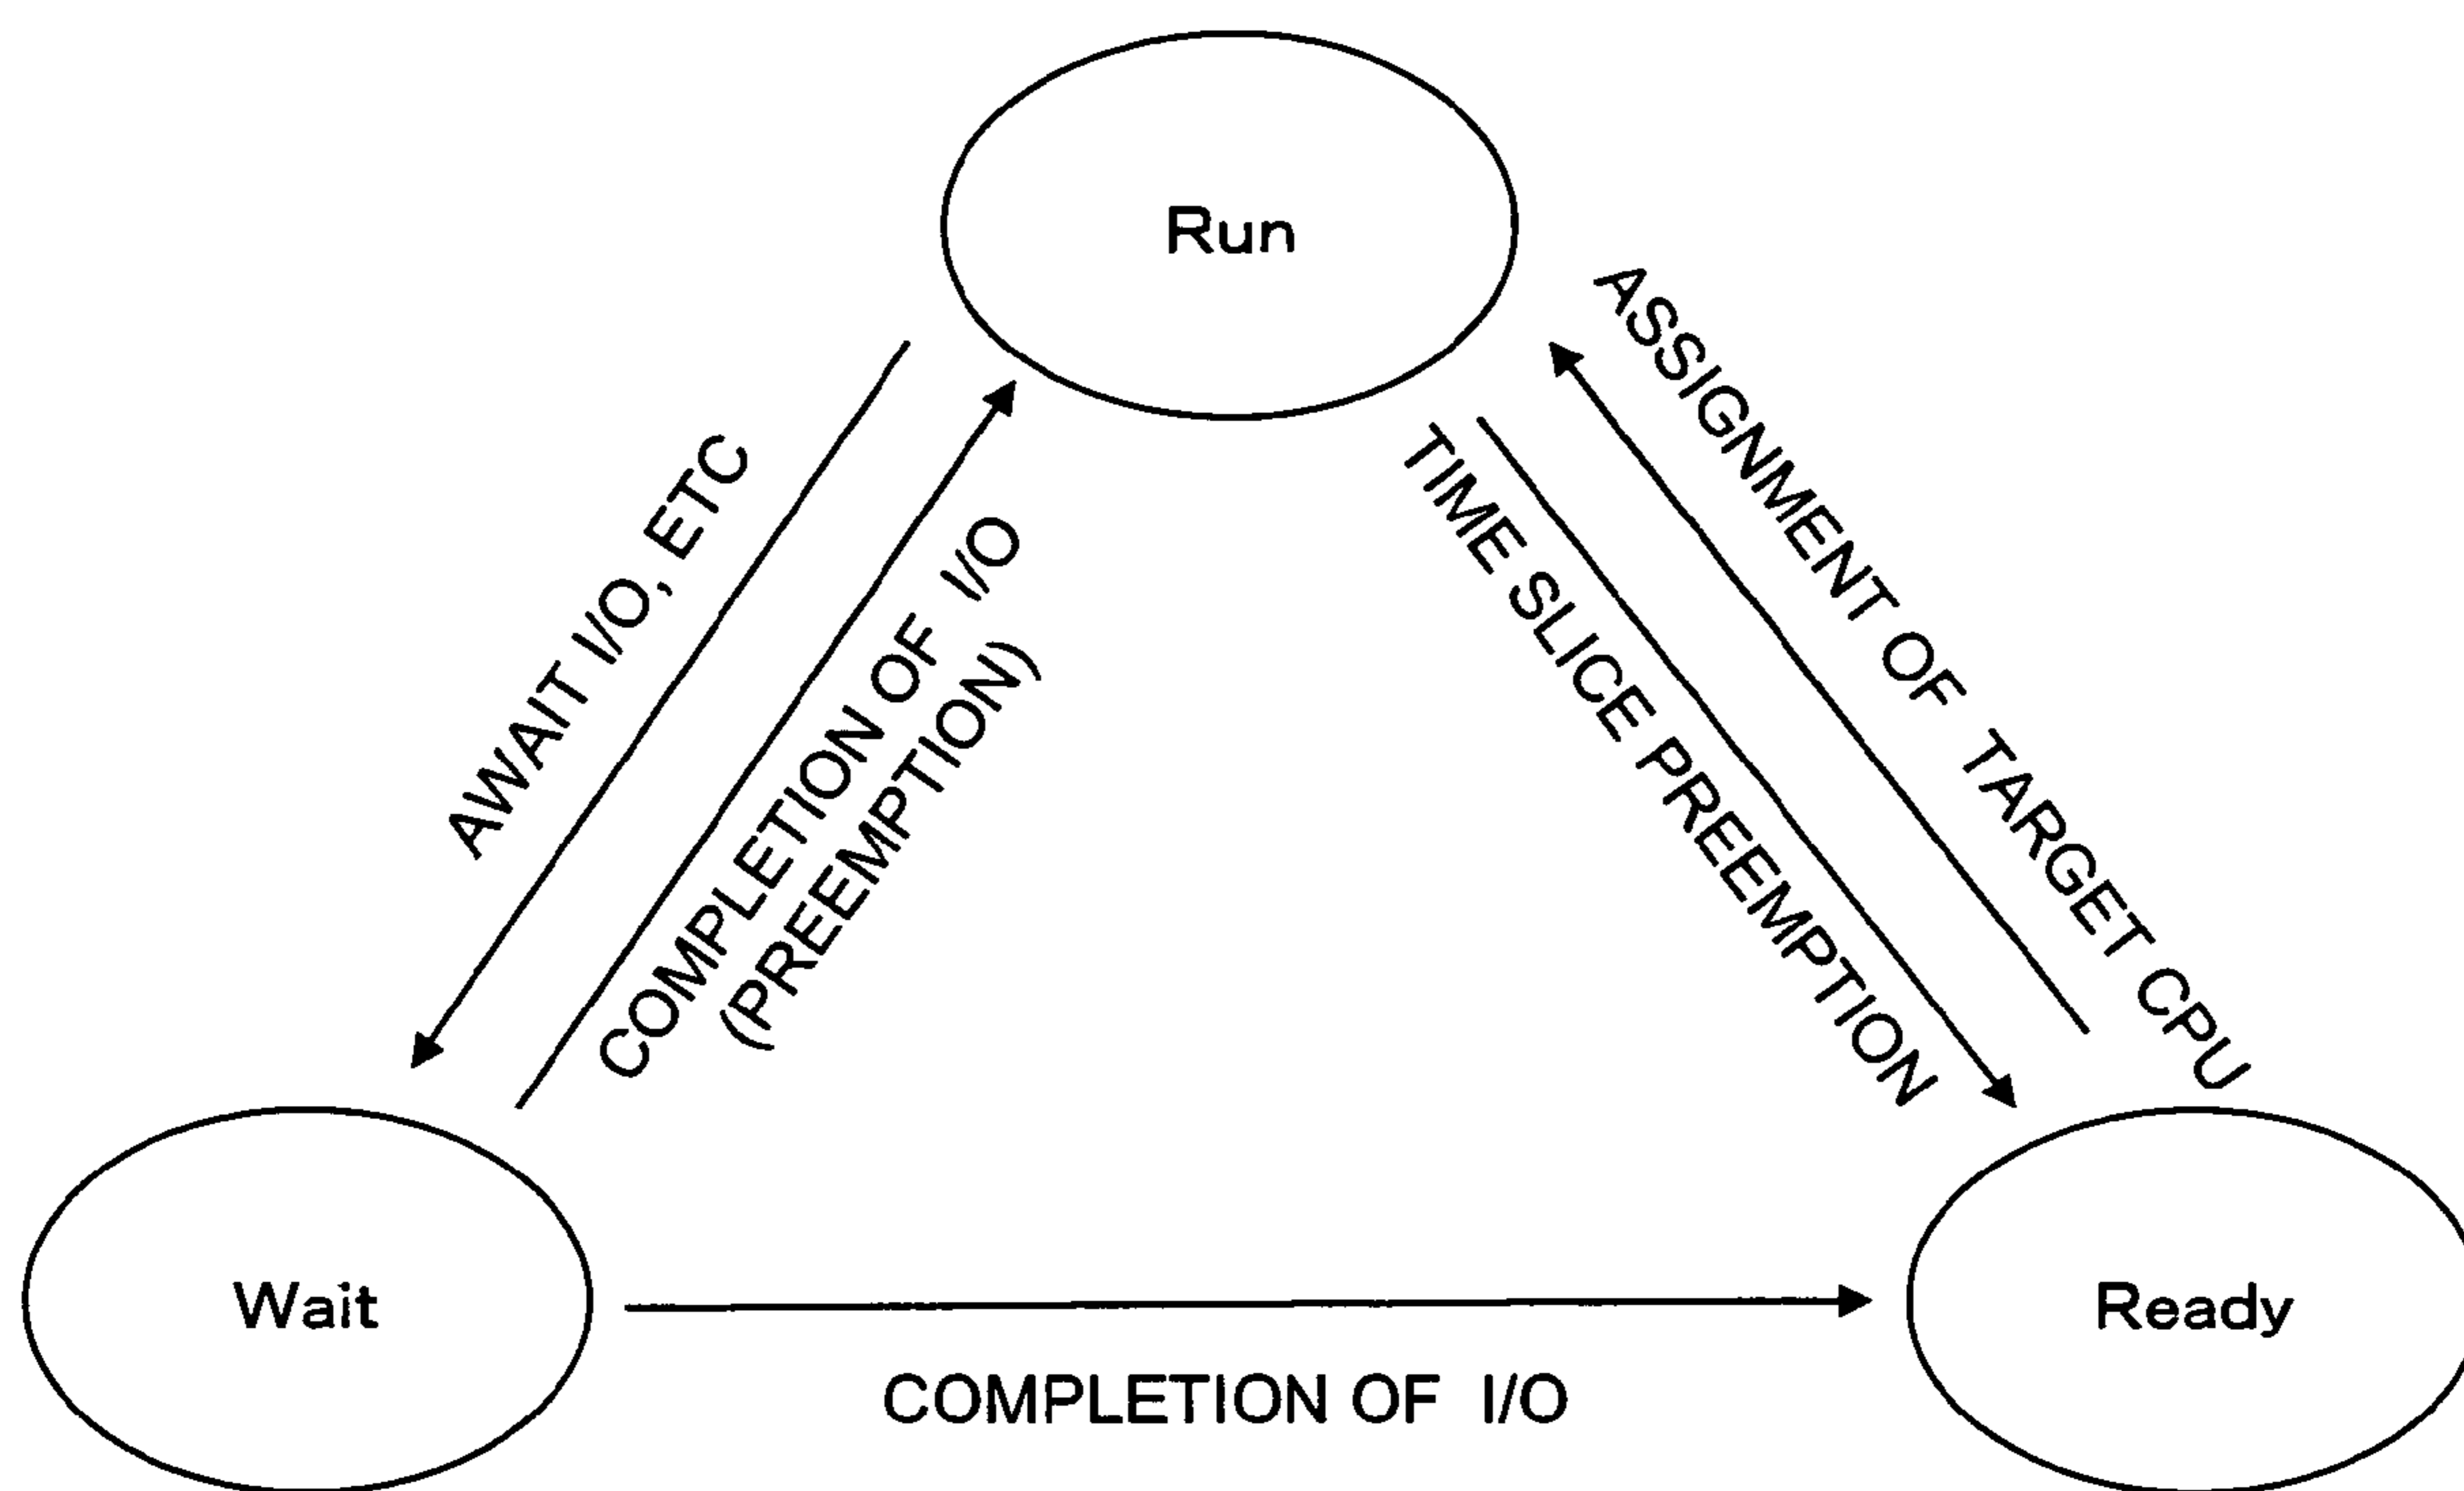 Run
AWAIT I/O, ETC
COMPLETION OF I/O
(PREEMPTION)
TIME SLICE PREEMPTION
ASSIGNMENT OF TARGET CPU
Wait
Ready
COMPLETION OF I/O